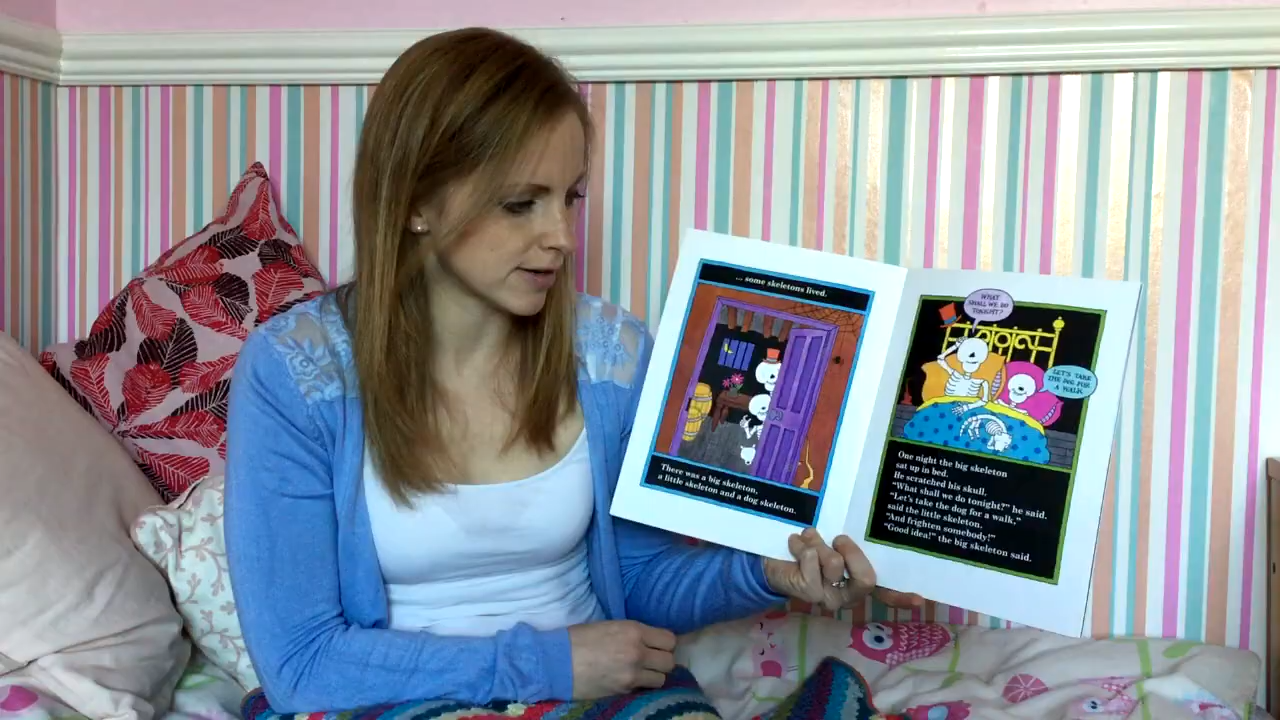 ... some skeletons lived.
There was a big skeleton,
a little skeleton and a dog skeleton.
WHAT
SHALL WE DO
TONIGHT?
LET'S TAKE
THE DOG FOR
A WALK.
One night the big skeleton
sat up in bed.
He scratched his skull.
"What shall we do tonight?" he said.
"Let's take the dog for a walk,"
said the little skeleton.
"And frighten somebody!"
"Good idea!" the big skeleton said.